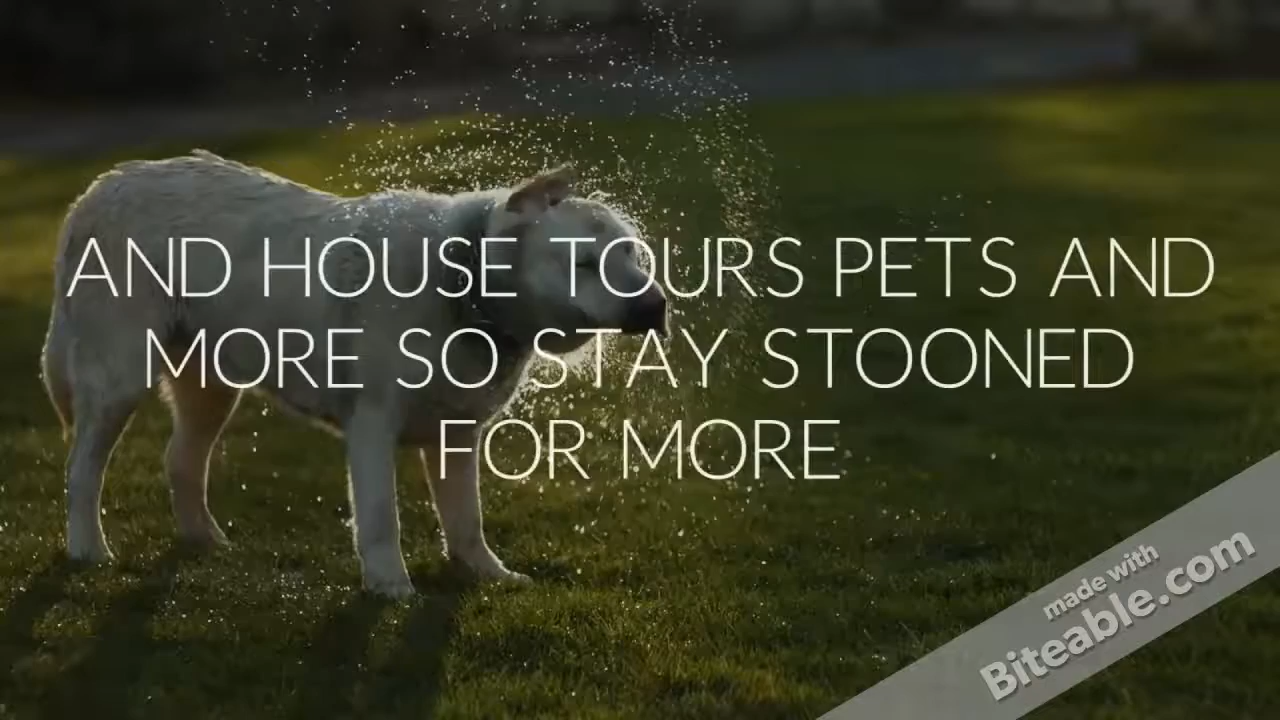 AND HOUSE TOURS PETS AND
MORE SO STAY STOONED
FOR MORE
made with
Biteable.com